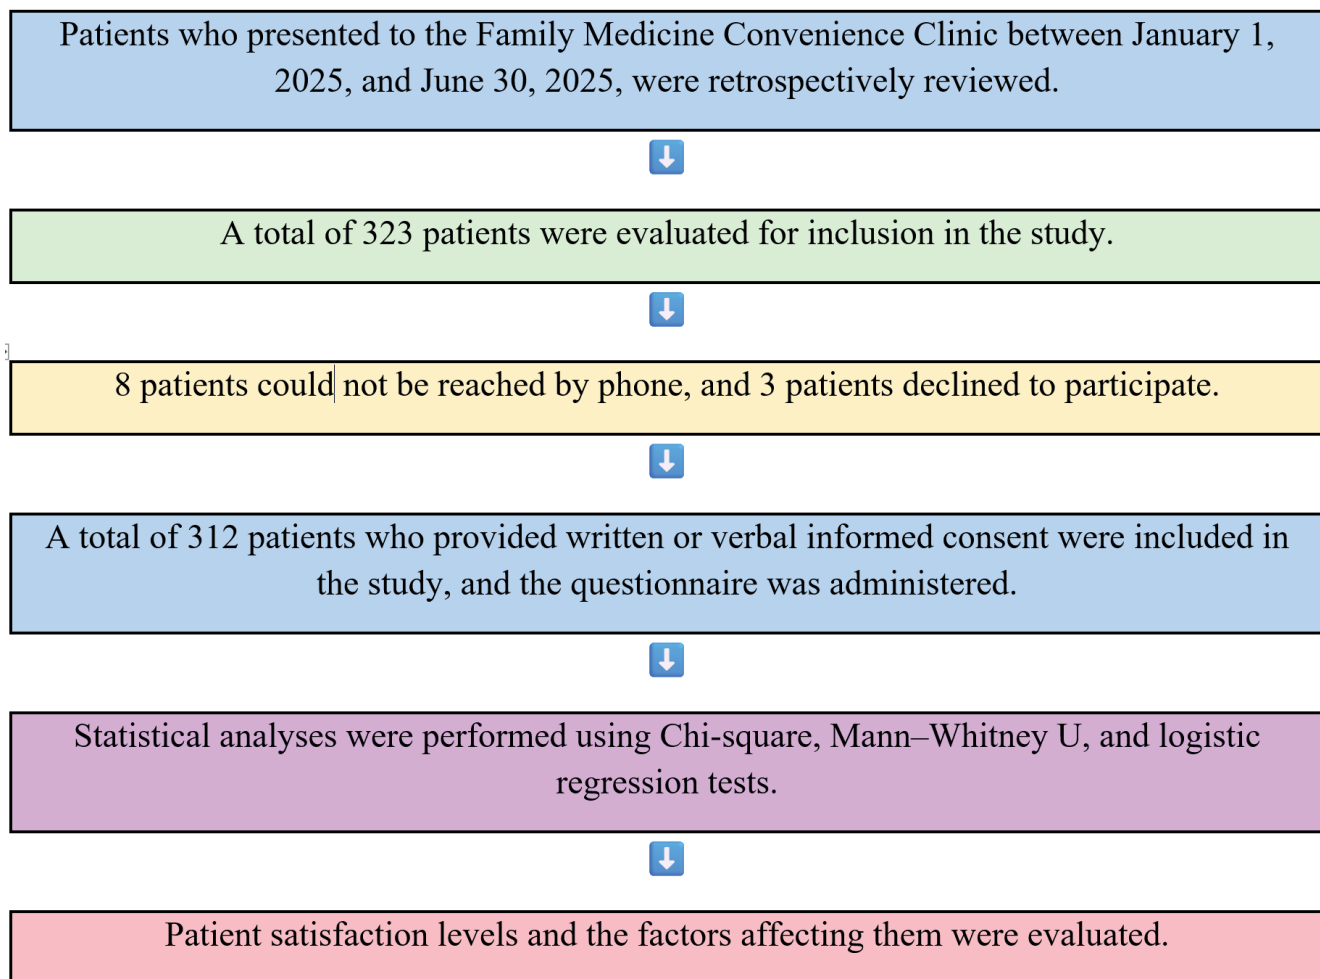 Patients who presented to the Family Medicine Convenience Clinic between January 1,
2025, and June 30, 2025, were retrospectively reviewed.
A total of 323 patients were evaluated for inclusion in the study.
8 patients could not be reached by phone, and 3 patients declined to participate.
A total of 312 patients who provided written or verbal informed consent were included in
the study, and the questionnaire was administered.
Statistical analyses were performed using Chi-square, Mann–Whitney U, and logistic
regression tests.
Patient satisfaction levels and the factors affecting them were evaluated.